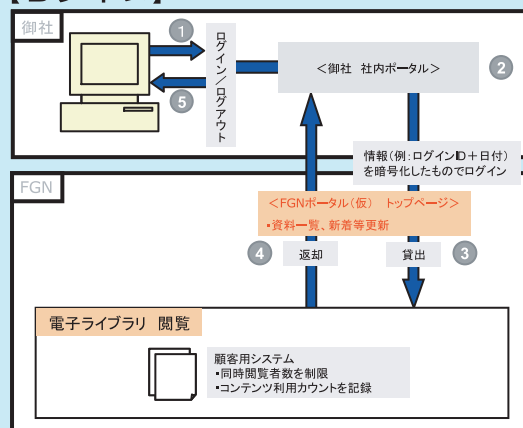 御社
①
ログイン／ログアウト
＜御社 社内ポータル＞
②
⑤
情報(例:ログインID＋日付)
を暗号化したものでログイン
FGN
＜FGNポータル(仮) トップページ＞
・資料一覧、新着等更新
④
返却
貸出
③
電子ライブラリ 閲覧
顧客用システム
・同時閲覧者数を制限
・コンテンツ利用カウントを記録